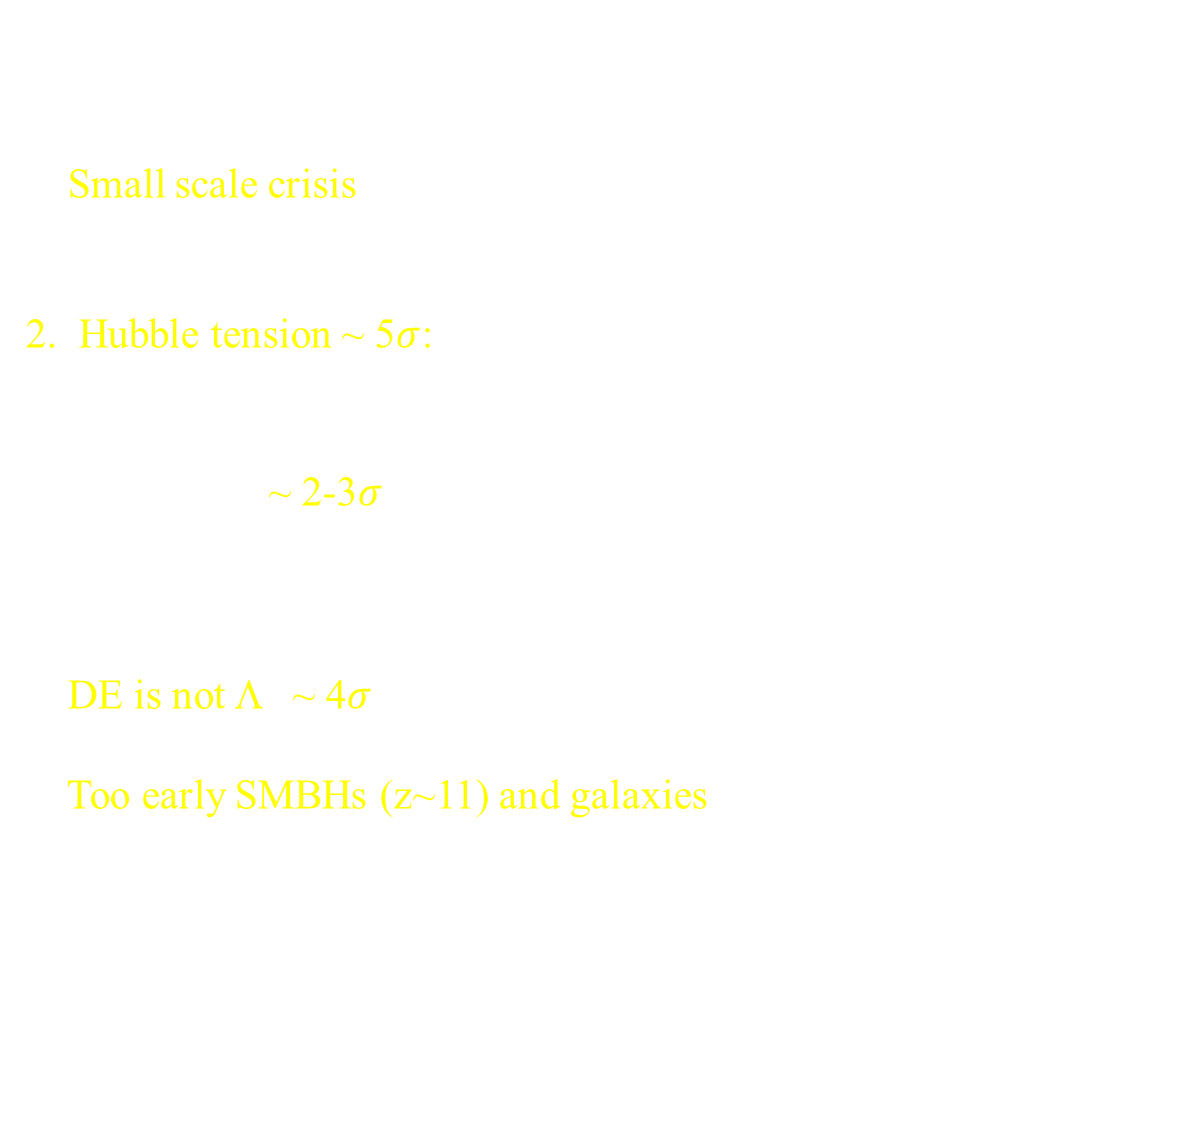 Small scale crisis
2. Hubble tension ~ 5σ:
~ 2-3σ
DE is not Λ ~ 4σ
Too early SMBHs (z~11) and galaxies